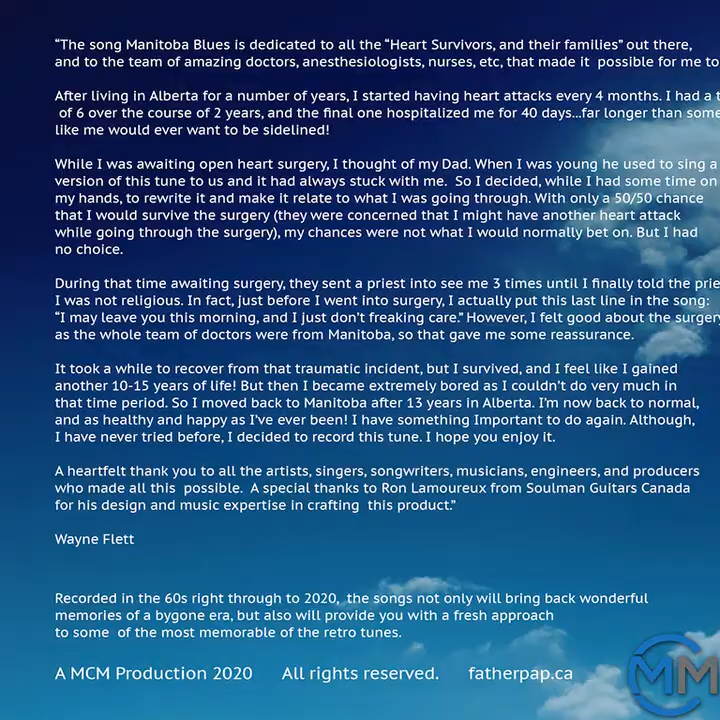 “The song Manitoba Blues is dedicated to all the “Heart Survivors, and their families” out there,
and to the team of amazing doctors, anesthesiologists, nurses, etc, that made it  possible for me to
After living in Alberta for a number of years, I started having heart attacks every 4 months. I had a
of 6 over the course of 2 years, and the final one hospitalized me for 40 days...far longer than some
like me would ever want to be sidelined!
While I was awaiting open heart surgery, I thought of my Dad. When I was young he used to sing a
version of this tune to us and it had always stuck with me.  So I decided, while I had some time on
my hands, to rewrite it and make it relate to what I was going through. With only a 50/50 chance
that I would survive the surgery (they were concerned that I might have another heart attack
while going through the surgery), my chances were not what I would normally bet on. But I had
no choice.
During that time awaiting surgery, they sent a priest into see me 3 times until I finally told the
I was not religious. In fact, just before I went into surgery, I actually put this last line in the song:
“I may leave you this morning, and I just don’t freaking care.” However, I felt good about the surgery
as the whole team of doctors were from Manitoba, so that gave me some reassurance.
It took a while to recover from that traumatic incident, but I survived, and I feel like I gained
another 10-15 years of life! But then I became extremely bored as I couldn’t do very much in
that time period. So I moved back to Manitoba after 13 years in Alberta. I’m now back to normal,
and as healthy and happy as I’ve ever been! I have something Important to do again. Although,
I have never tried before, I decided to record this tune. I hope you enjoy it.
A heartfelt thank you to all the artists, singers, songwriters, musicians, engineers, and producers
who made all this  possible.  A special thanks to Ron Lamoureux from Soulman Guitars Canada
for his design and music expertise in crafting  this product.”
Wayne Flett
Recorded in the 60s right through to 2020,  the songs not only will bring back wonderful
memories of a bygone era, but also will provide you with a fresh approach
to some  of the most memorable of the retro tunes.
A MCM Production 2020    All rights reserved.    fatherpap.ca
MM